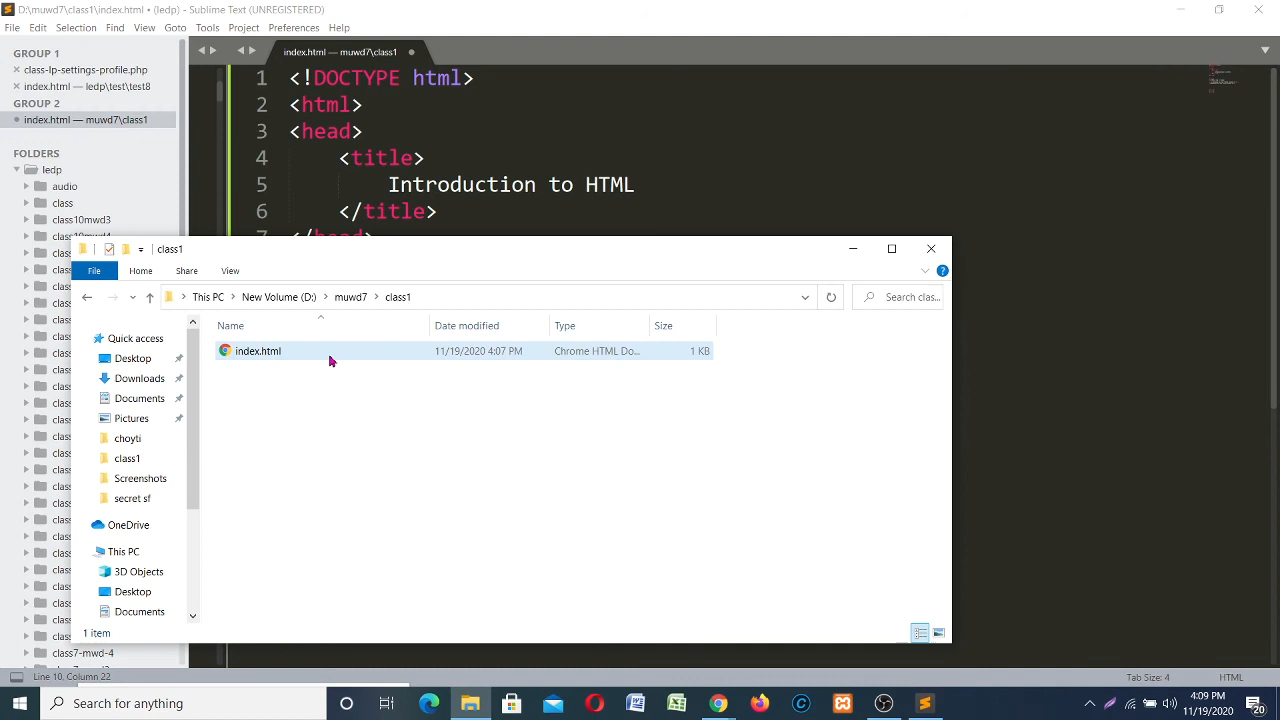 D:\muwd7\class1\index.html • (ledp) - Sublime Text (UNREGISTERED)
File Edit Selection Find View Goto Tools Project Preferences Help
GROUP 1
class-lp-settings-profile.php
index.html — ledp\test\test8
GROUP 2
index.html — muwd7\class1
FOLDERS
ledp
audio
class
class10mwd3
class7-mwd-4
index.html — muwd7\class1
1 <!DOCTYPE html>
2 <html>
3 <head>
4 <title>
5 Introduction to HTML
6 </title>
class1
File Home Share View
This PC New Volume (D:) muwd7 class1
Search clas...
Name Date modified Type Size
index.html 11/19/2020 4:07 PM Chrome HTML Do... 1 KB
Quick access
Desktop
Downloads
Documents
Pictures
choyti
class1
Screenshots
secret sf
OneDrive
This PC
3D Objects
Desktop
Documents
1 item
Line 10, Column 22
Tab Size: 4
HTML
Search for anything
4:09 PM
11/19/2020
20